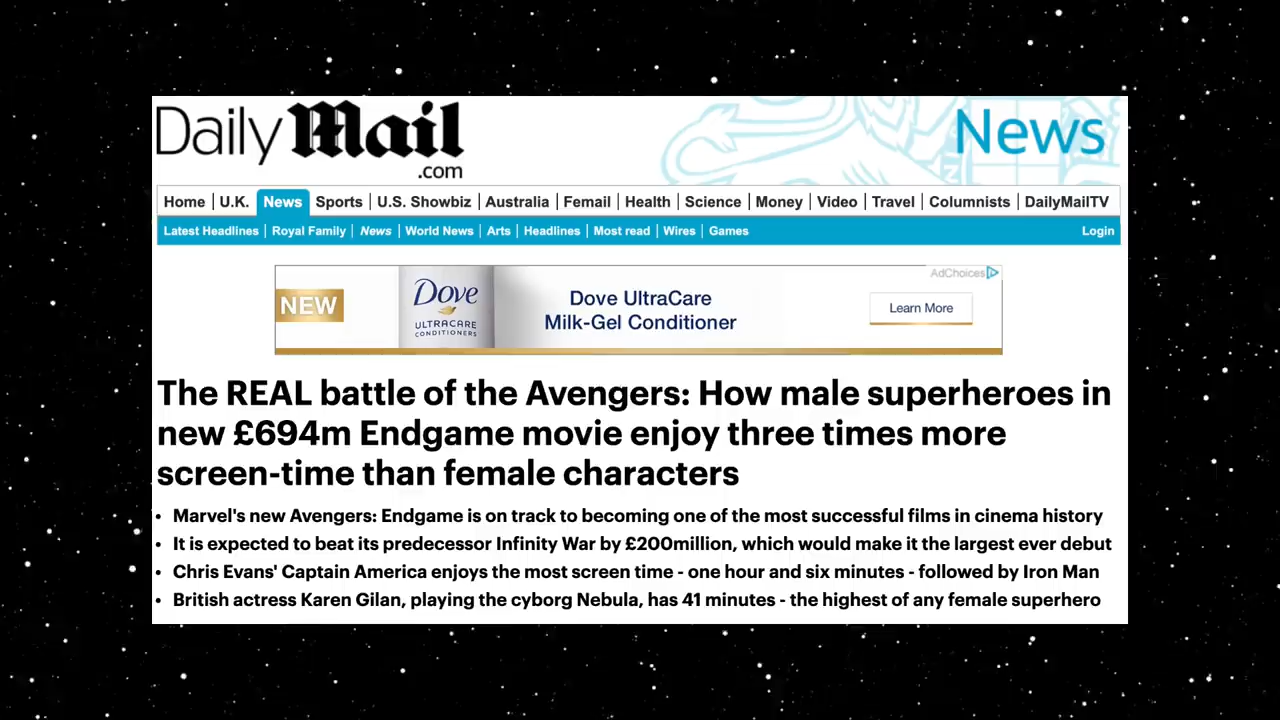 Daily Mail
.com
News
Home | U.K. News Sports | U.S. Showbiz | Australia | Femail | Health | Science | Money | Video | Travel | Columnists | DailyMailTV
Latest Headlines | Royal Family | News | World News | Arts | Headlines | Most read | Wires | Games Login
AdChoices
NEW
Dove
ULTRACARE
CONDITIONERS
Dove UltraCare
Milk-Gel Conditioner
Learn More
The REAL battle of the Avengers: How male superheroes in
new £694m Endgame movie enjoy three times more
screen-time than female characters
• Marvel's new Avengers: Endgame is on track to becoming one of the most successful films in cinema history
• It is expected to beat its predecessor Infinity War by £200million, which would make it the largest ever debut
• Chris Evans' Captain America enjoys the most screen time - one hour and six minutes - followed by Iron Man
• British actress Karen Gilan, playing the cyborg Nebula, has 41 minutes - the highest of any female superhero